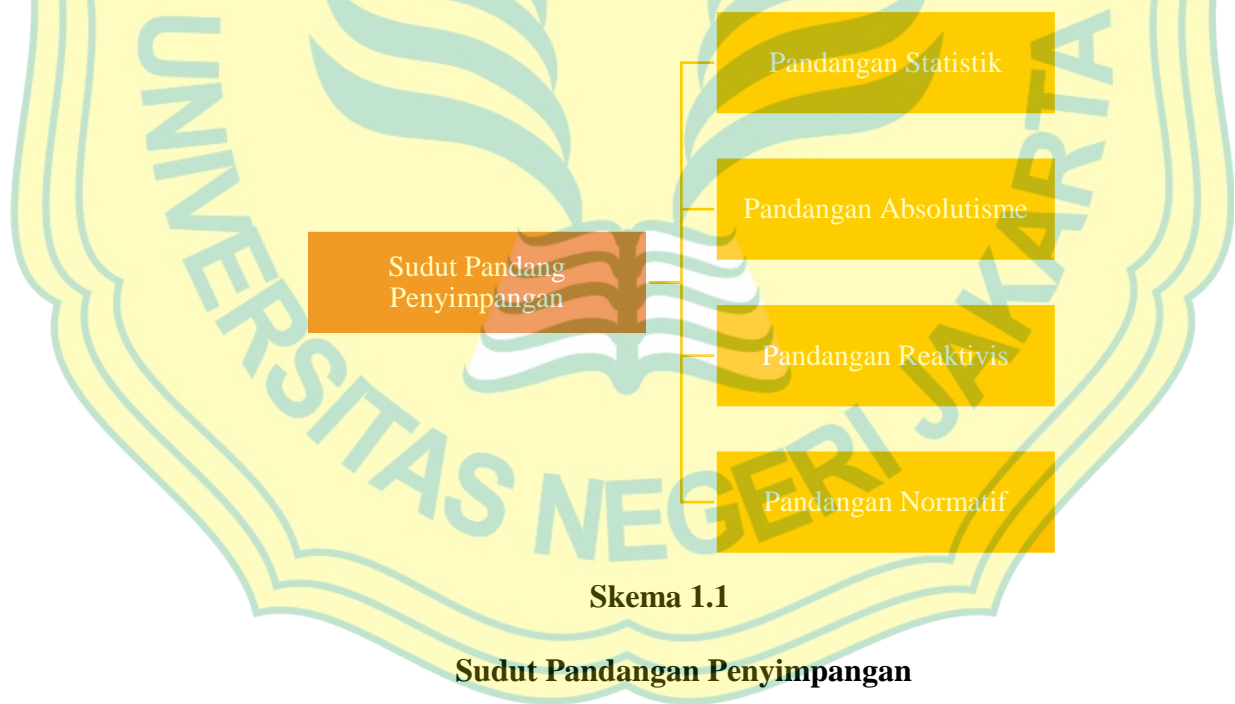 Pandangan Statistik
Pandangan Absolutisme
Sudut Pandang
Penyimpangan
Pandangan Reaktivis
Pandangan Normatif
UNIVERSITAS NEGERI JAKARTA
Skema 1.1
Sudut Pandangan Penyimpangan